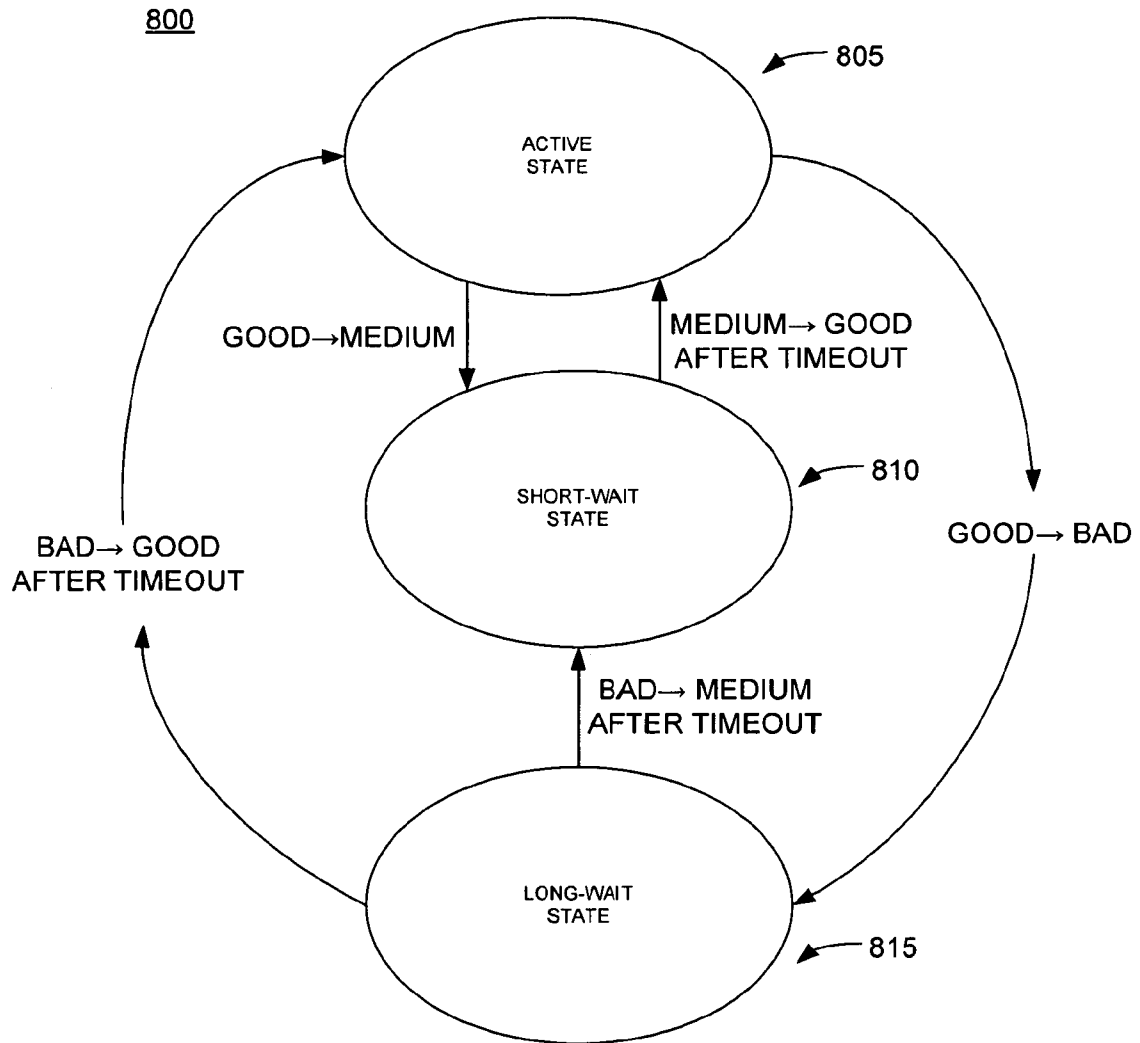 800
805
ACTIVE
STATE
GOOD→MEDIUM
MEDIUM→ GOOD
AFTER TIMEOUT
810
SHORT-WAIT
STATE
BAD→ GOOD
AFTER TIMEOUT
GOOD→ BAD
BAD→ MEDIUM
AFTER TIMEOUT
LONG-WAIT
STATE
815